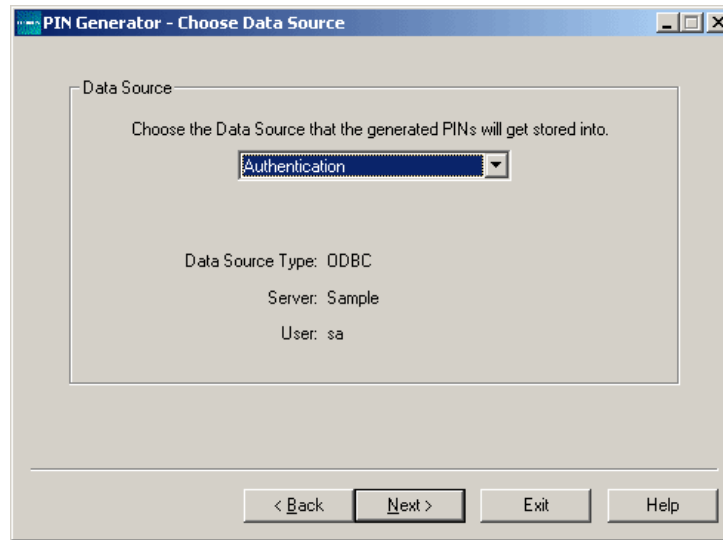 PIN Generator - Choose Data Source
Data Source
Choose the Data Source that the generated PINs will get stored into.
Authentication
Data Source Type: ODBC
Server: Sample
User: sa
< Back Next > Exit Help